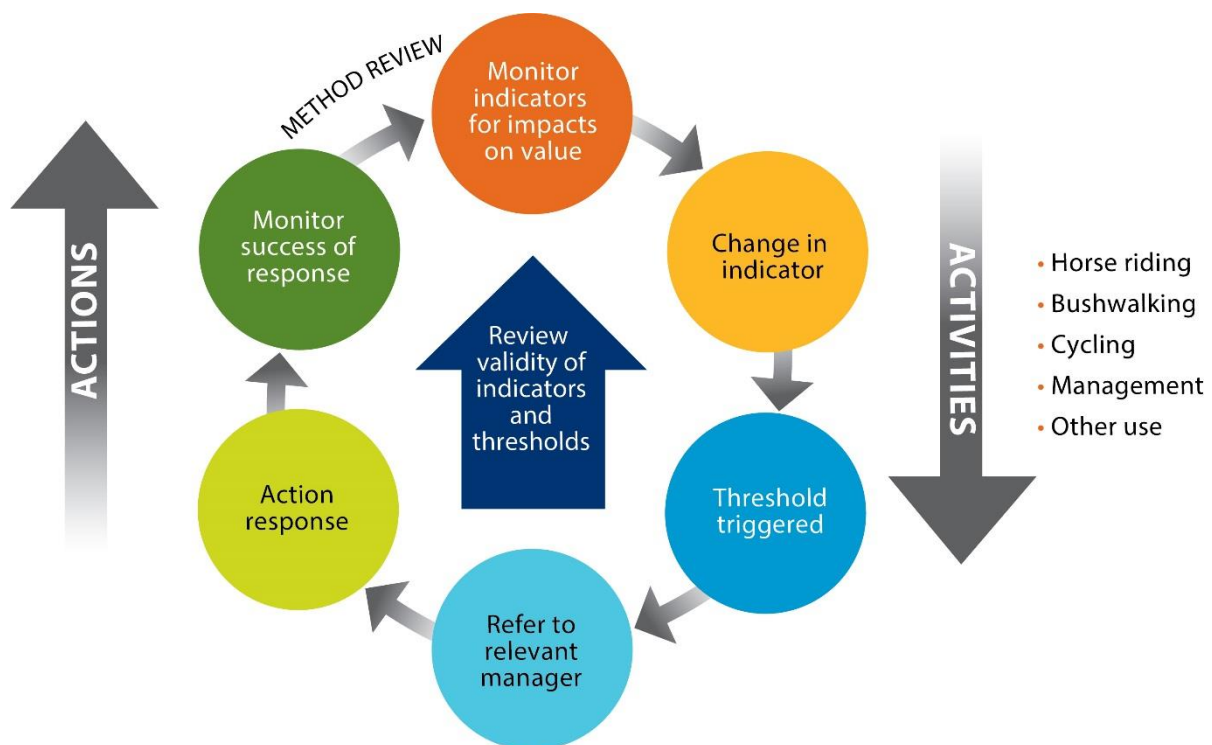 METHOD REVIEW
Monitor
indicators
for impacts
on value
Change in
indicator
Threshold
triggered
Refer to
relevant
manager
Action
response
Monitor
success of
response
Review
validity of
indicators
and
thresholds
ACTIONS
ACTIVITIES
• Horse riding
• Bushwalking
• Cycling
• Management
• Other use